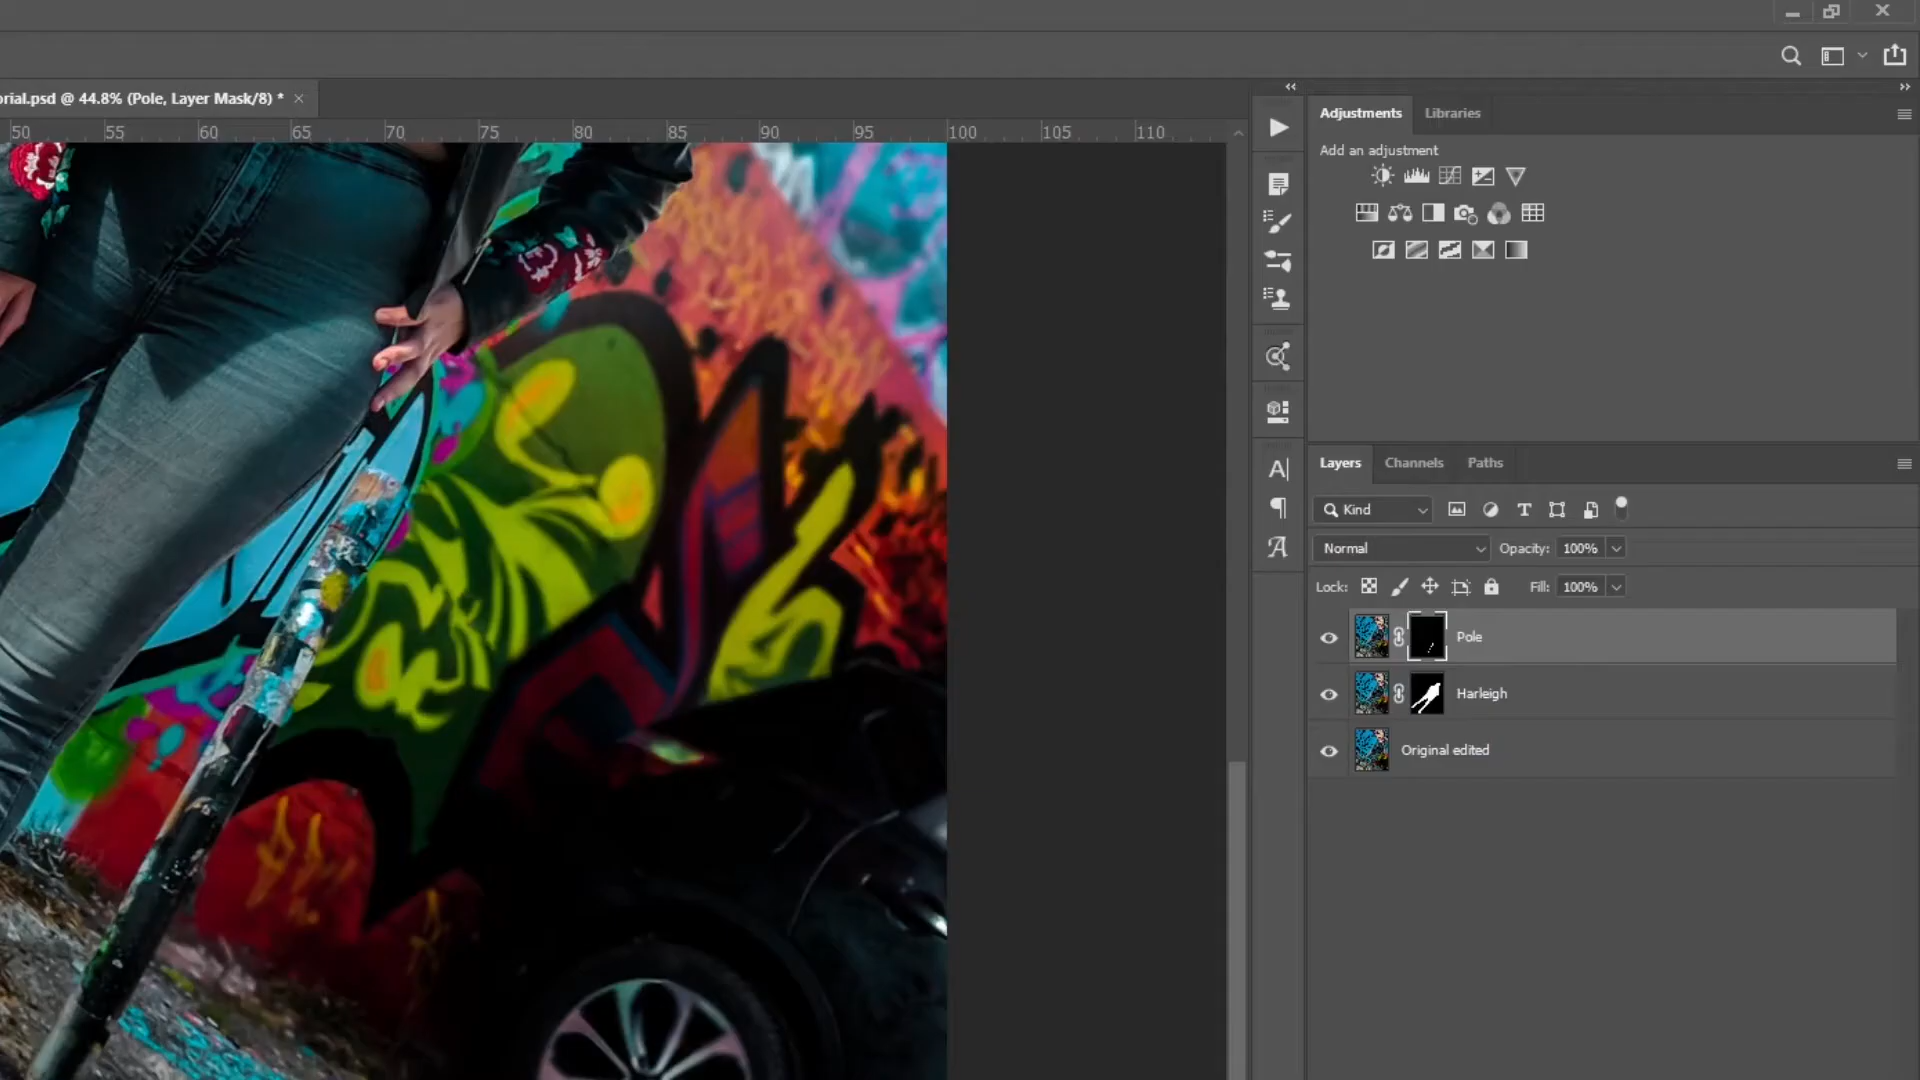 orial.psd @ 44.8% (Pole, Layer Mask/8) *
50 55 60 65 70 75 80 85 90 95 100 105 110
Adjustments Libraries
Add an adjustment
Layers Channels Paths
Kind
Normal Opacity: 100%
Lock: Fill: 100%
Pole
Harleigh
Original edited